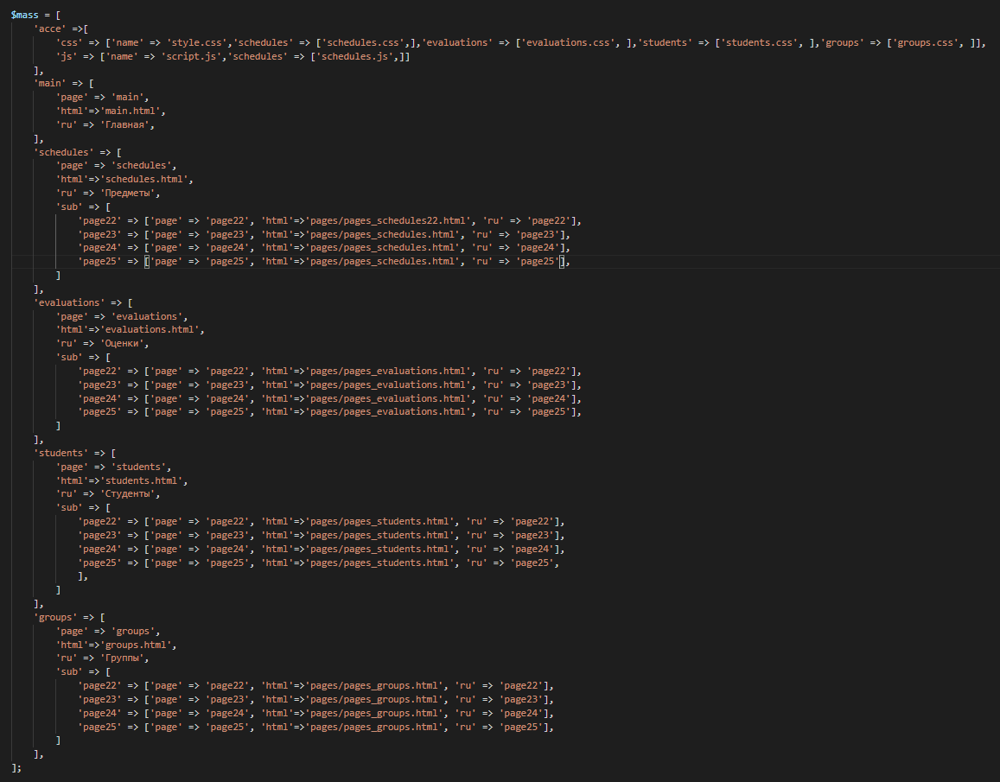 $mass = [
    'acce' =>[
        'css' => ['name' => 'style.css','schedules' => ['schedules.css',],'evaluations' => ['evaluations.css', ],'students' => ['students.css', ],'groups' => ['groups.css', ]],
        'js' => ['name' => 'script.js','schedules' => ['schedules.js',]]
    ],
    'main' => [
        'page' => 'main',
        'html'=>'main.html',
        'ru' => 'Главная',
    ],
    'schedules' => [
        'page' => 'schedules',
        'html'=>'schedules.html',
        'ru' => 'Предметы',
        'sub' => [
            'page22' => ['page' => 'page22', 'html'=>'pages/pages_schedules22.html', 'ru' => 'page22'],
            'page23' => ['page' => 'page23', 'html'=>'pages/pages_schedules.html', 'ru' => 'page23'],
            'page24' => ['page' => 'page24', 'html'=>'pages/pages_schedules.html', 'ru' => 'page24'],
            'page25' => ['page' => 'page25', 'html'=>'pages/pages_schedules.html', 'ru' => 'page25'],
        ]
    ],
    'evaluations' => [
        'page' => 'evaluations',
        'html'=>'evaluations.html',
        'ru' => 'Оценки',
        'sub' => [
            'page22' => ['page' => 'page22', 'html'=>'pages/pages_evaluations.html', 'ru' => 'page22'],
            'page23' => ['page' => 'page23', 'html'=>'pages/pages_evaluations.html', 'ru' => 'page23'],
            'page24' => ['page' => 'page24', 'html'=>'pages/pages_evaluations.html', 'ru' => 'page24'],
            'page25' => ['page' => 'page25', 'html'=>'pages/pages_evaluations.html', 'ru' => 'page25'],
        ]
    ],
    'students' => [
        'page' => 'students',
        'html'=>'students.html',
        'ru' => 'Студенты',
        'sub' => [
            'page22' => ['page' => 'page22', 'html'=>'pages/pages_students.html', 'ru' => 'page22'],
            'page23' => ['page' => 'page23', 'html'=>'pages/pages_students.html', 'ru' => 'page23'],
            'page24' => ['page' => 'page24', 'html'=>'pages/pages_students.html', 'ru' => 'page24'],
            'page25' => ['page' => 'page25', 'html'=>'pages/pages_students.html', 'ru' => 'page25',
            ],
        ]
    ],
    'groups' => [
        'page' => 'groups',
        'html'=>'groups.html',
        'ru' => 'Группы',
        'sub' => [
            'page22' => ['page' => 'page22', 'html'=>'pages/pages_groups.html', 'ru' => 'page22'],
            'page23' => ['page' => 'page23', 'html'=>'pages/pages_groups.html', 'ru' => 'page23'],
            'page24' => ['page' => 'page24', 'html'=>'pages/pages_groups.html', 'ru' => 'page24'],
            'page25' => ['page' => 'page25', 'html'=>'pages/pages_groups.html', 'ru' => 'page25'],
        ]
    ],
];